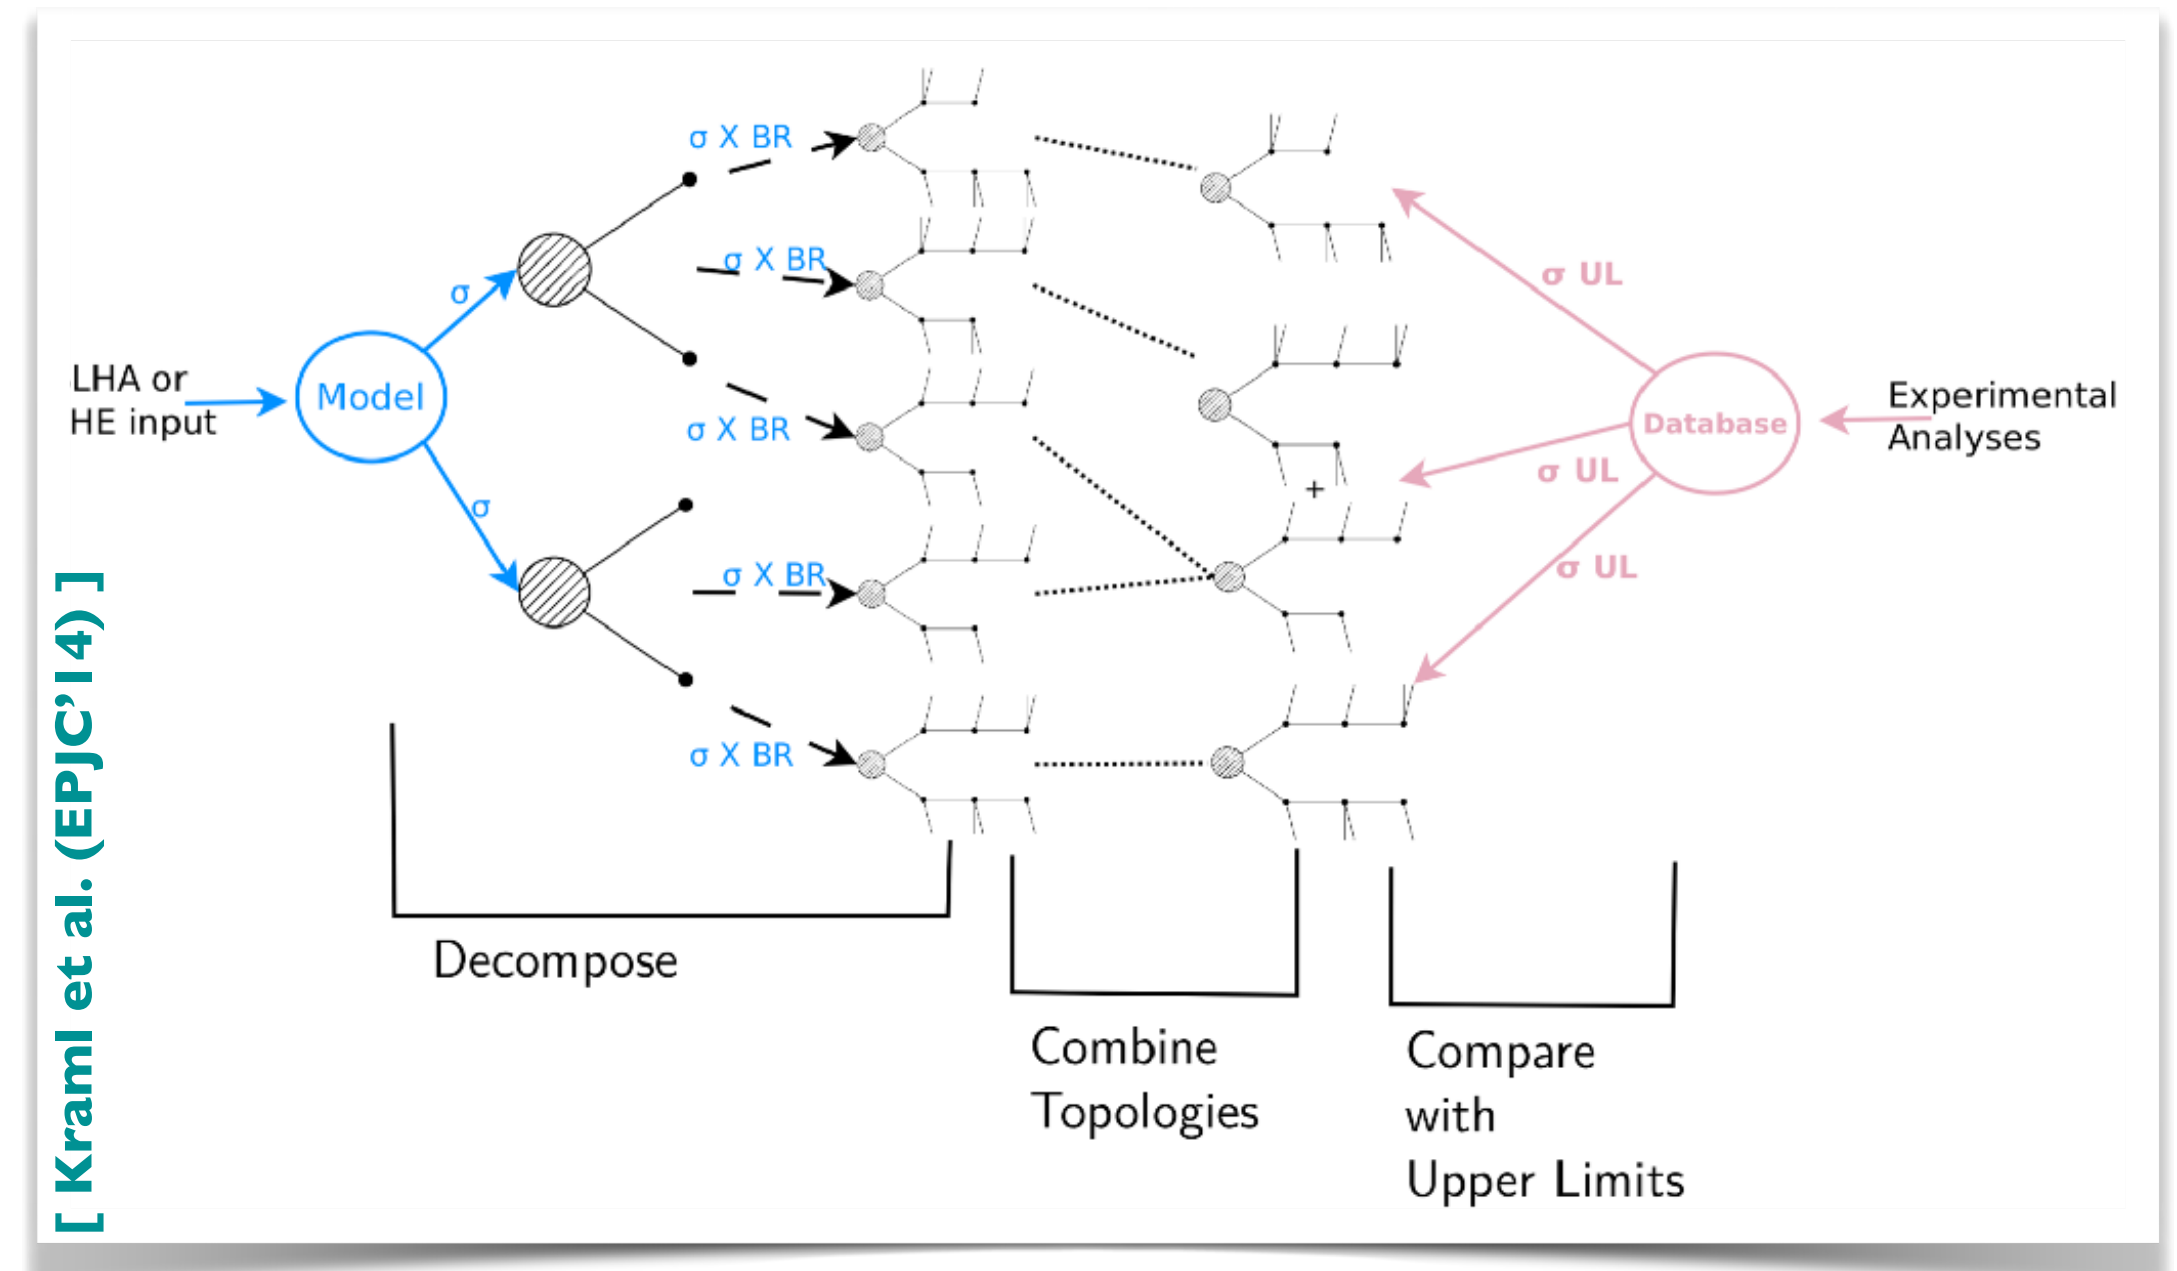 [ Kraml et al. (EPJC'14) ]
LHA or
HE input
Model
σ
σ
σ X BR
σ X BR
σ X BR
σ X BR
σ X BR
+
σ UL
σ UL
σ UL
Database
Experimental
Analyses
Decompose
Combine
Topologies
Compare
with
Upper Limits